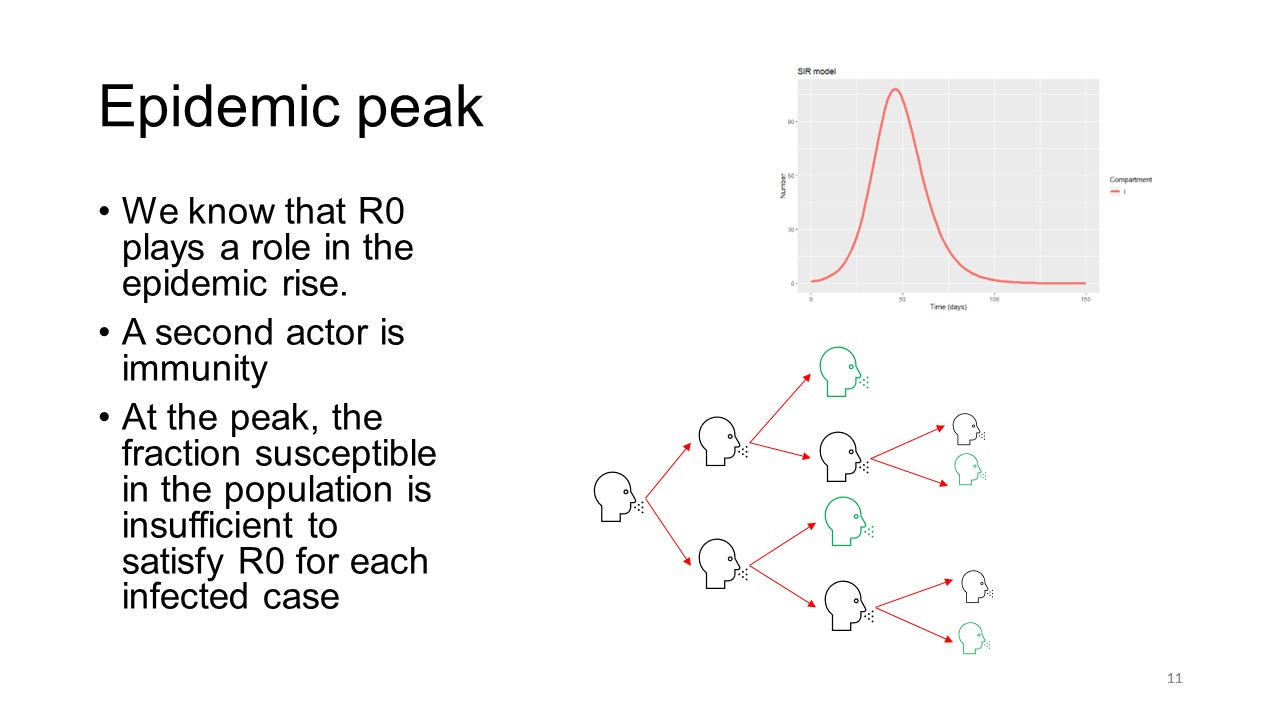 Epidemic peak
• We know that R0
plays a role in the
epidemic rise.
• A second actor is
immunity
• At the peak, the
fraction susceptible
in the population is
insufficient to
satisfy R0 for each
infected case
SIR model
Number
90
60
30
0
0 50 100 150
Time (days)
Compartment
I
11